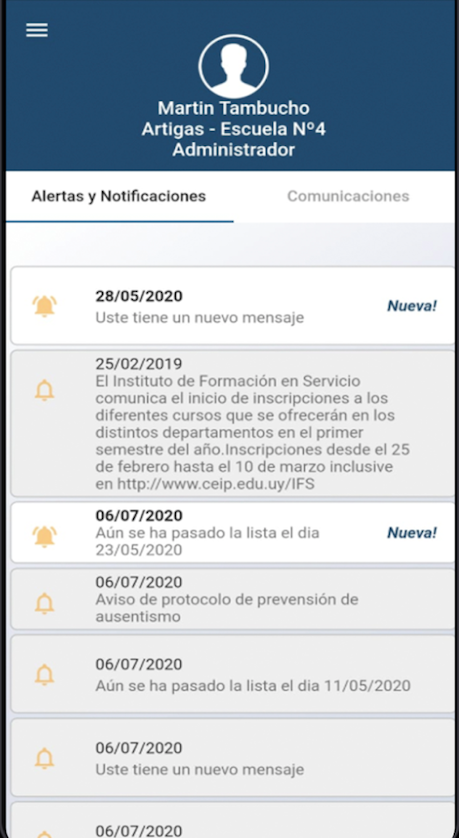 Martin Tambucho
Artigas - Escuela Nº4
Administrador
Alertas y Notificaciones
Comunicaciones
28/05/2020
Uste tiene un nuevo mensaje
Nueva!
25/02/2019
El Instituto de Formación en Servicio
comunica el inicio de inscripciones a los
diferentes cursos que se ofrecerán en los
distintos departamentos en el primer
semestre del año.Inscripciones desde el 25
de febrero hasta el 10 de marzo inclusive
en http://www.ceip.edu.uy/IFS
06/07/2020
Aún se ha pasado la lista el dia
23/05/2020
Nueva!
06/07/2020
Aviso de protocolo de prevensión de
ausentismo
06/07/2020
Aún se ha pasado la lista el dia 11/05/2020
06/07/2020
Uste tiene un nuevo mensaje
06/07/2020